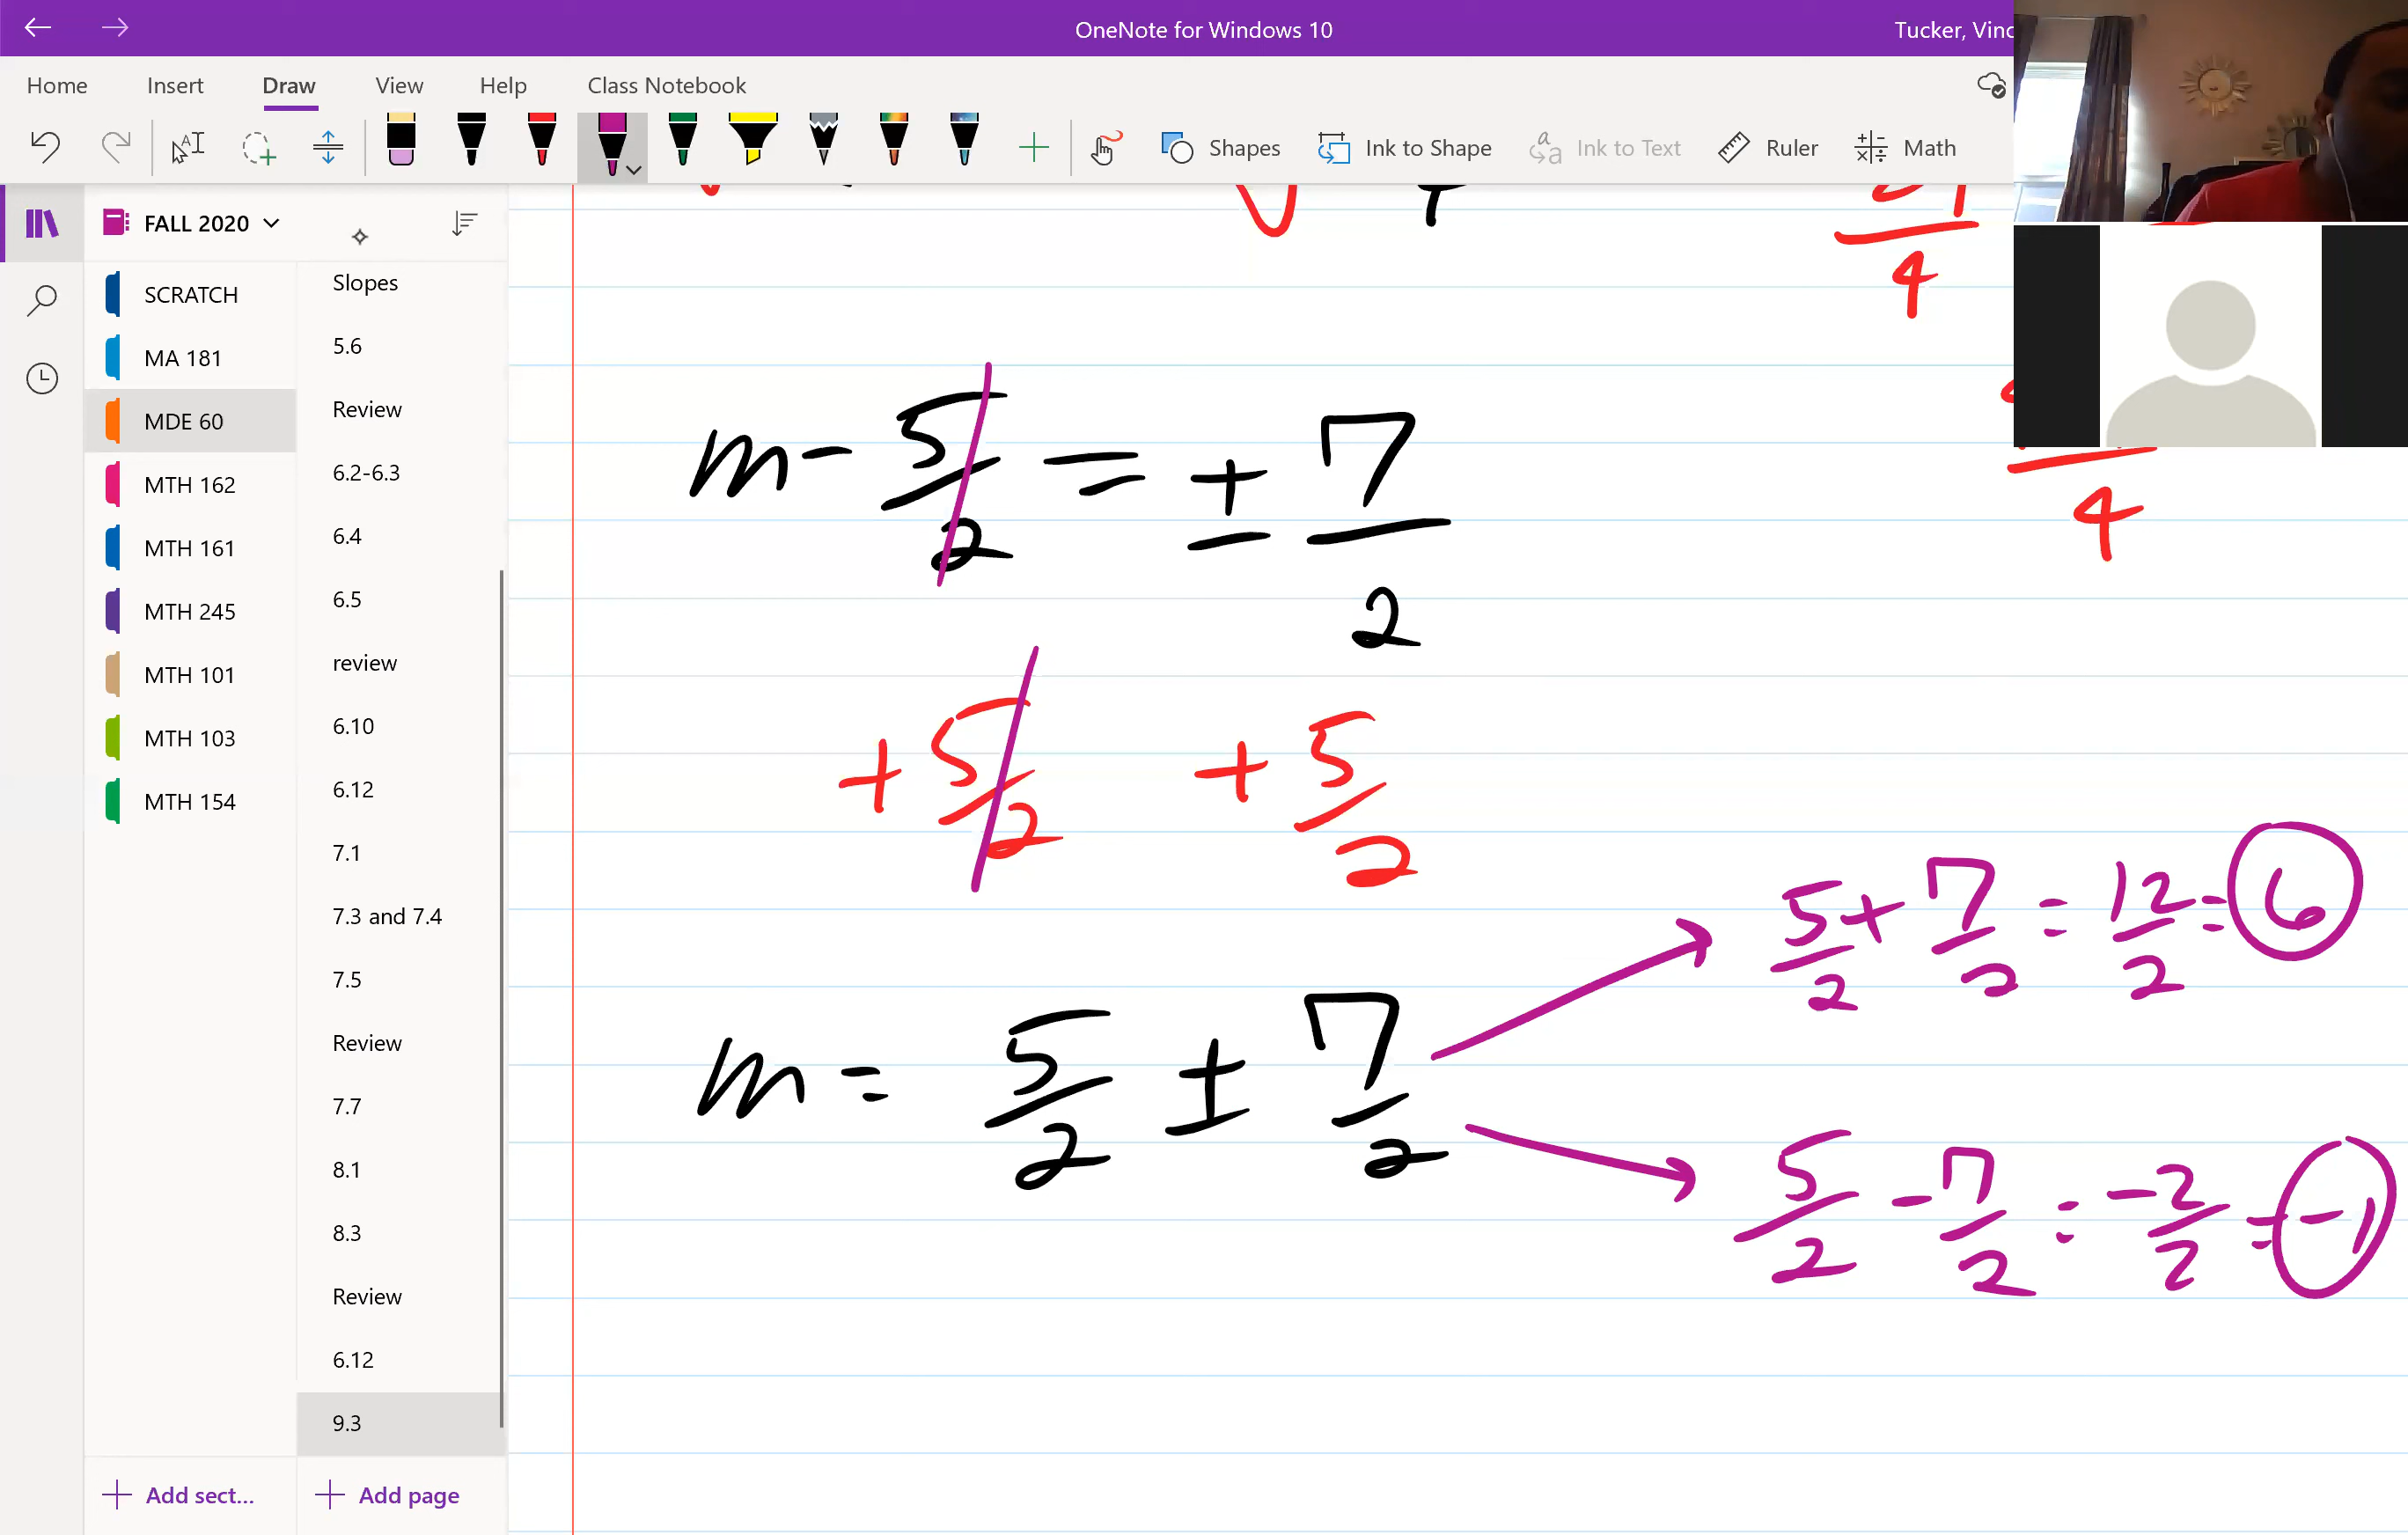 OneNote for Windows 10
Tucker, Vinc
Home Insert Draw View Help Class Notebook
Shapes Ink to Shape Ink to Text Ruler Math
FALL 2020
SCRATCH
MA 181
MDE 60
MTH 162
MTH 161
MTH 245
MTH 101
MTH 103
MTH 154
Add sect...
Slopes
5.6
Review
6.2-6.3
6.4
6.5
review
6.10
6.12
7.1
7.3 and 7.4
7.5
Review
7.7
8.1
8.3
Review
6.12
9.3
Add page
4
4
m - 5/2 = ± 7/2
+ 5/2 + 5/2
m = 5/2 ± 7/2
5/2 + 7/2 = 12/2 = 6
5/2 - 7/2 = -2/2 = -1